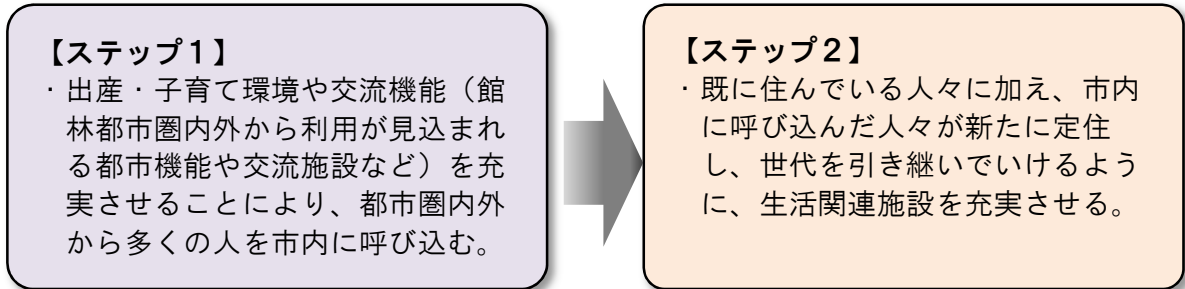 【ステップ１】
・出産・子育て環境や交流機能（館
林都市圏内外から利用が見込まれ
る都市機能や交流施設など）を充
実させることにより、都市圏内外
から多くの人を市内に呼び込む。
【ステップ２】
・既に住んでいる人々に加え、市内
に呼び込んだ人々が新たに定住
し、世代を引き継いでいけるよう
に、生活関連施設を充実させる。